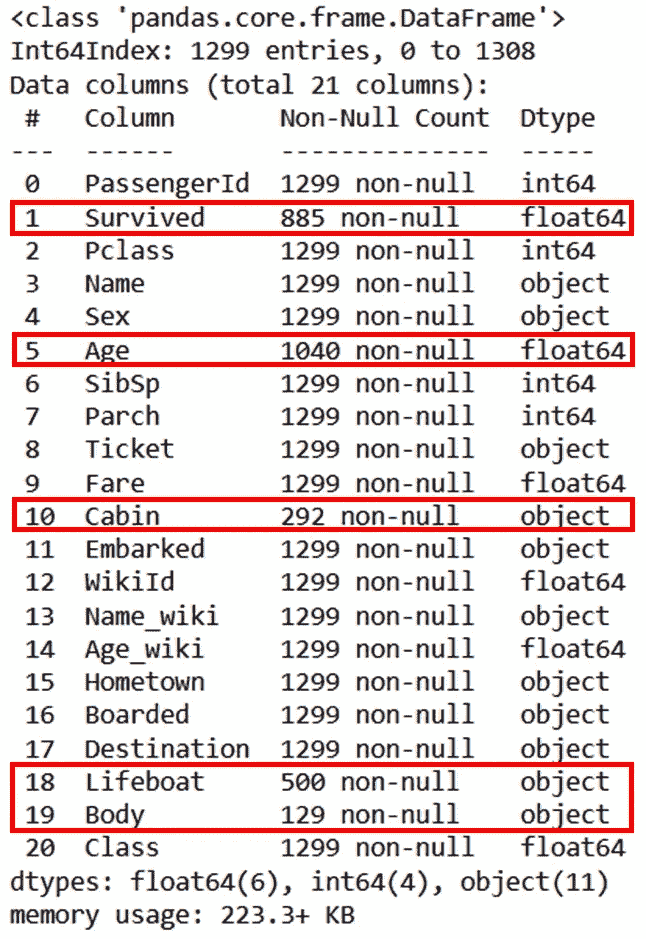 <class 'pandas.core.frame.DataFrame'>
Int64Index: 1299 entries, 0 to 1308
Data columns (total 21 columns):
 #   Column       Non-Null Count  Dtype
---  ------       --------------  -----
 0   PassengerId  1299 non-null   int64
 1   Survived     885 non-null    float64
 2   Pclass       1299 non-null   int64
 3   Name         1299 non-null   object
 4   Sex          1299 non-null   object
 5   Age          1040 non-null   float64
 6   SibSp        1299 non-null   int64
 7   Parch        1299 non-null   int64
 8   Ticket       1299 non-null   object
 9   Fare         1299 non-null   float64
 10  Cabin        292 non-null    object
 11  Embarked     1299 non-null   object
 12  WikiId       1299 non-null   float64
 13  Name_wiki    1299 non-null   object
 14  Age_wiki     1299 non-null   float64
 15  Hometown     1299 non-null   object
 16  Boarded      1299 non-null   object
 17  Destination  1299 non-null   object
 18  Lifeboat     500 non-null    object
 19  Body         129 non-null    object
 20  Class        1299 non-null   float64
dtypes: float64(6), int64(4), object(11)
memory usage: 223.3+ KB